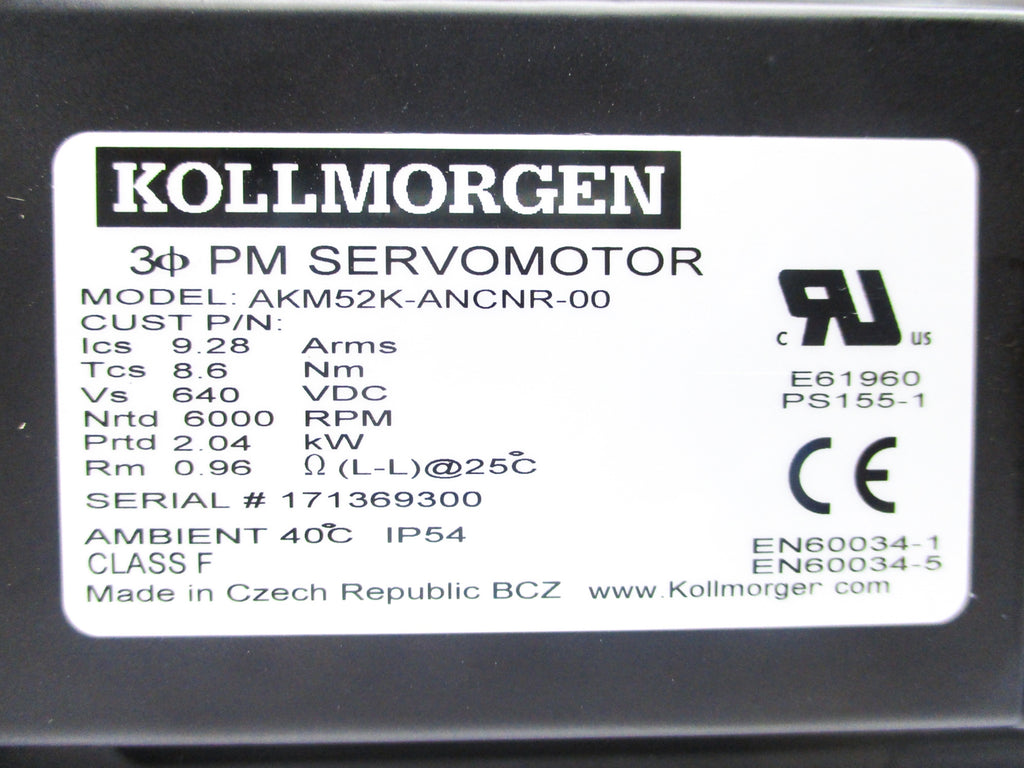 KOLLMORGEN
3ϕ PM SERVOMOTOR
MODEL: AKM52K-ANCNR-00
CUST P/N:
Ics 9.28 Arms
Tcs 8.6 Nm
Vs 640 VDC
Nrtd 6000 RPM
Prtd 2.04 kW
Rm 0.96 Ω (L-L)@25°C
SERIAL # 171369300
AMBIENT 40°C IP54
CLASS F
Made in Czech Republic BCZ www.Kollmorger com
c RU us
E61960
PS155-1
CE
EN60034-1
EN60034-5